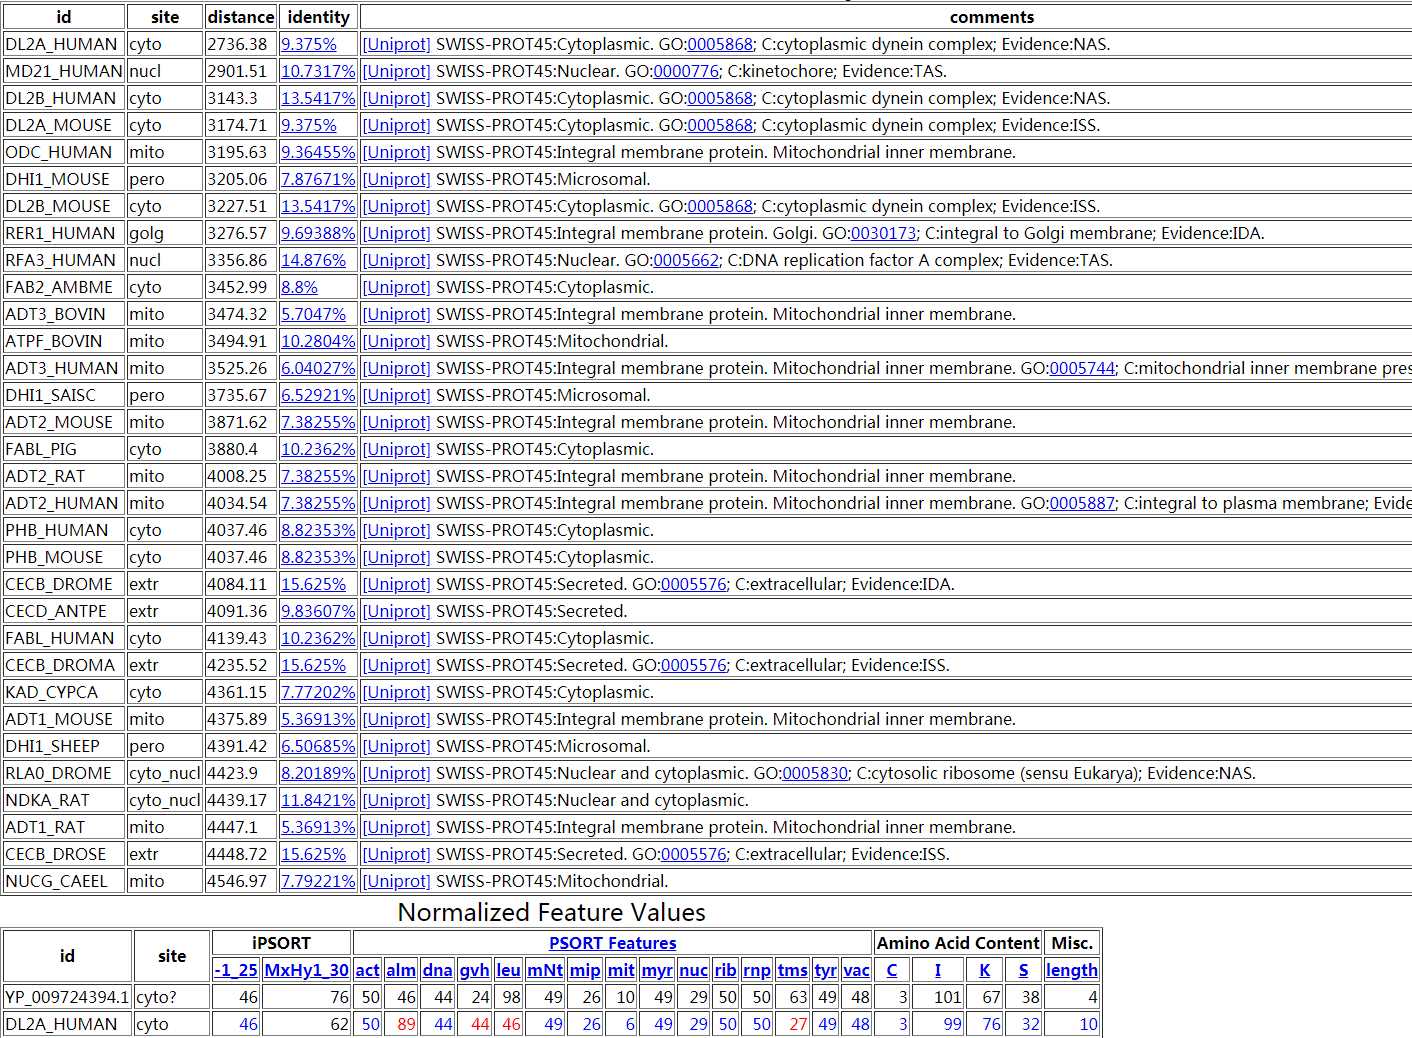 id site distance identity comments
DL2A_HUMAN cyto 2736.38 9.375% [Uniprot] SWISS-PROT45:Cytoplasmic. GO:0005868; C:cytoplasmic dynein complex; Evidence:NAS.
MD21_HUMAN nucl 2901.51 10.7317% [Uniprot] SWISS-PROT45:Nuclear. GO:0000776; C:kinetochore; Evidence:TAS.
DL2B_HUMAN cyto 3143.3 13.5417% [Uniprot] SWISS-PROT45:Cytoplasmic. GO:0005868; C:cytoplasmic dynein complex; Evidence:NAS.
DL2A_MOUSE cyto 3174.71 9.375% [Uniprot] SWISS-PROT45:Cytoplasmic. GO:0005868; C:cytoplasmic dynein complex; Evidence:ISS.
ODC_HUMAN mito 3195.63 9.36455% [Uniprot] SWISS-PROT45:Integral membrane protein. Mitochondrial inner membrane.
DHI1_MOUSE pero 3205.06 7.87671% [Uniprot] SWISS-PROT45:Microsomal.
DL2B_MOUSE cyto 3227.51 13.5417% [Uniprot] SWISS-PROT45:Cytoplasmic. GO:0005868; C:cytoplasmic dynein complex; Evidence:ISS.
RER1_HUMAN golg 3276.57 9.69388% [Uniprot] SWISS-PROT45:Integral membrane protein. Golgi. GO:0030173; C:integral to Golgi membrane; Evidence:IDA.
RFA3_HUMAN nucl 3356.86 14.876% [Uniprot] SWISS-PROT45:Nuclear. GO:0005662; C:DNA replication factor A complex; Evidence:TAS.
FAB2_AMBME cyto 3452.99 8.8% [Uniprot] SWISS-PROT45:Cytoplasmic.
ADT3_BOVIN mito 3474.32 5.7047% [Uniprot] SWISS-PROT45:Integral membrane protein. Mitochondrial inner membrane.
ATPF_BOVIN mito 3494.91 10.2804% [Uniprot] SWISS-PROT45:Mitochondrial.
ADT3_HUMAN mito 3525.26 6.04027% [Uniprot] SWISS-PROT45:Integral membrane protein. Mitochondrial inner membrane. GO:0005744; C:mitochondrial inner membrane pres
DHI1_SAISC pero 3735.67 6.52921% [Uniprot] SWISS-PROT45:Microsomal.
ADT2_MOUSE mito 3871.62 7.38255% [Uniprot] SWISS-PROT45:Integral membrane protein. Mitochondrial inner membrane.
FABL_PIG cyto 3880.4 10.2362% [Uniprot] SWISS-PROT45:Cytoplasmic.
ADT2_RAT mito 4008.25 7.38255% [Uniprot] SWISS-PROT45:Integral membrane protein. Mitochondrial inner membrane.
ADT2_HUMAN mito 4034.54 7.38255% [Uniprot] SWISS-PROT45:Integral membrane protein. Mitochondrial inner membrane. GO:0005887; C:integral to plasma membrane; Evide
PHB_HUMAN cyto 4037.46 8.82353% [Uniprot] SWISS-PROT45:Cytoplasmic.
PHB_MOUSE cyto 4037.46 8.82353% [Uniprot] SWISS-PROT45:Cytoplasmic.
CECB_DROME extr 4084.11 15.625% [Uniprot] SWISS-PROT45:Secreted. GO:0005576; C:extracellular; Evidence:IDA.
CECD_ANTPE extr 4091.36 9.83607% [Uniprot] SWISS-PROT45:Secreted.
FABL_HUMAN cyto 4139.43 10.2362% [Uniprot] SWISS-PROT45:Cytoplasmic.
CECB_DROMA extr 4235.52 15.625% [Uniprot] SWISS-PROT45:Secreted. GO:0005576; C:extracellular; Evidence:ISS.
KAD_CYPCA cyto 4361.15 7.77202% [Uniprot] SWISS-PROT45:Cytoplasmic.
ADT1_MOUSE mito 4375.89 5.36913% [Uniprot] SWISS-PROT45:Integral membrane protein. Mitochondrial inner membrane.
DHI1_SHEEP pero 4391.42 6.50685% [Uniprot] SWISS-PROT45:Microsomal.
RLA0_DROME cyto_nucl 4423.9 8.20189% [Uniprot] SWISS-PROT45:Nuclear and cytoplasmic. GO:0005830; C:cytosolic ribosome (sensu Eukarya); Evidence:NAS.
NDKA_RAT cyto_nucl 4439.17 11.8421% [Uniprot] SWISS-PROT45:Nuclear and cytoplasmic.
ADT1_RAT mito 4447.1 5.36913% [Uniprot] SWISS-PROT45:Integral membrane protein. Mitochondrial inner membrane.
CECB_DROSE extr 4448.72 15.625% [Uniprot] SWISS-PROT45:Secreted. GO:0005576; C:extracellular; Evidence:ISS.
NUCG_CAEEL mito 4546.97 7.79221% [Uniprot] SWISS-PROT45:Mitochondrial.
Normalized Feature Values
id site iPSORT PSORT Features Amino Acid Content Misc.
-1_25 MxHy1_30 act alm dna gvh leu mNt mip mit myr nuc rib rnp tms tyr vac C I K S length
YP_009724394.1 cyto? 46 76 50 46 44 24 98 49 26 10 49 29 50 50 63 49 48 3 101 67 38 4
DL2A_HUMAN cyto 46 62 50 89 44 44 46 49 26 6 49 29 50 50 27 49 48 3 99 76 32 10